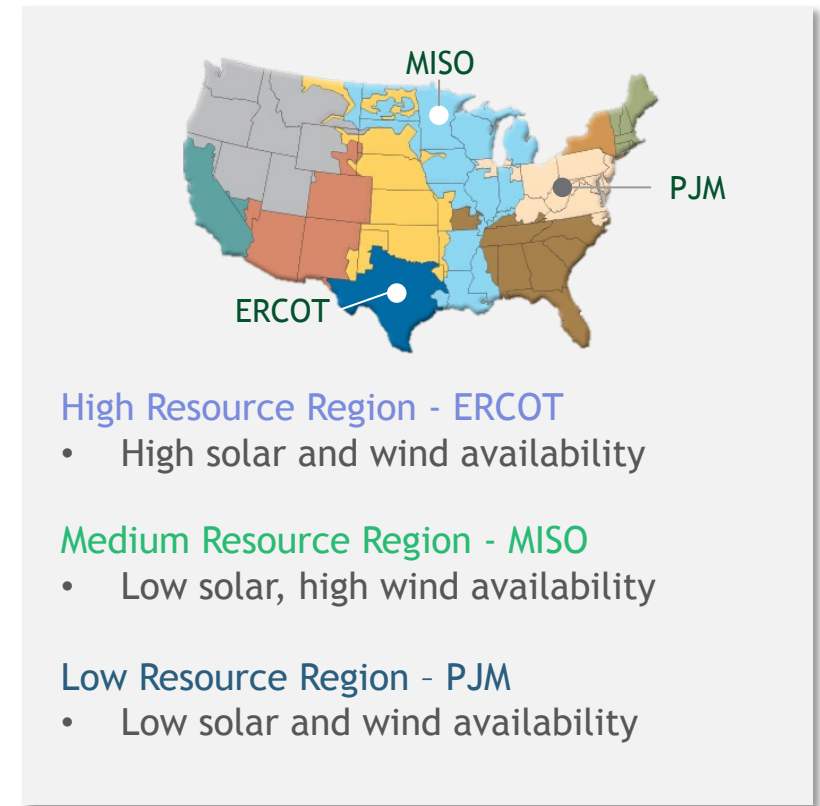 MISO
PJM
ERCOT
High Resource Region - ERCOT
• High solar and wind availability
Medium Resource Region - MISO
• Low solar, high wind availability
Low Resource Region – PJM
• Low solar and wind availability